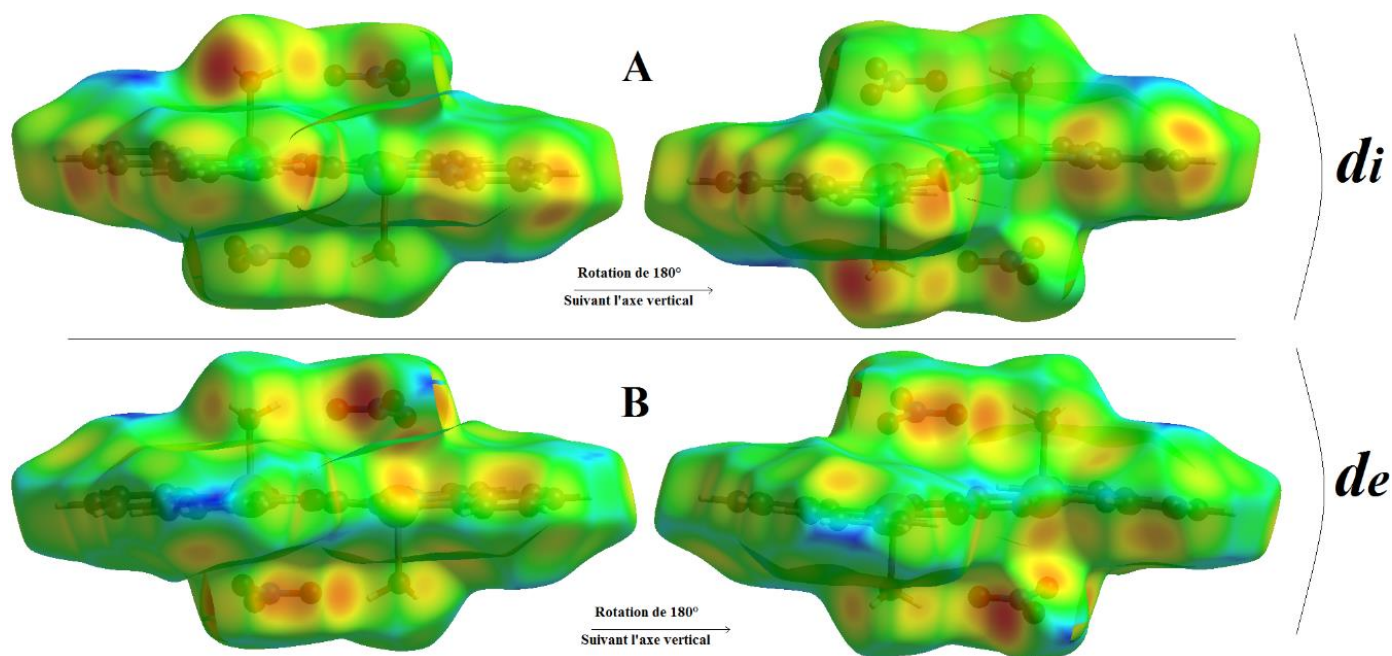 A
di
Rotation de 180°
Suivant l'axe vertical
B
de
Rotation de 180°
Suivant l'axe vertical